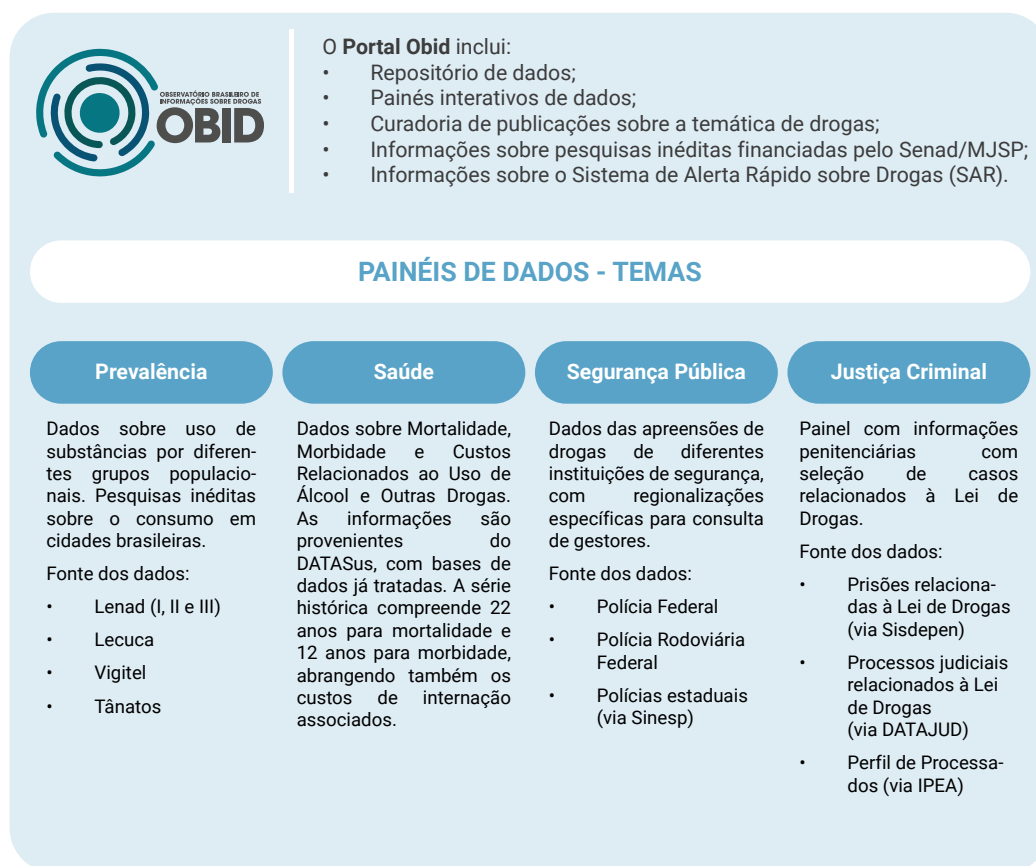 OBSERVATÓRIO BRASILEIRO DE
INFORMAÇÕES SOBRE DROGAS
OBID
O Portal Obid inclui:
• Repositório de dados;
• Painés interativos de dados;
• Curadoria de publicações sobre a temática de drogas;
• Informações sobre pesquisas inéditas financiadas pelo Senad/MJSP;
• Informações sobre o Sistema de Alerta Rápido sobre Drogas (SAR).
PAINÉIS DE DADOS - TEMAS
Prevalência
Dados sobre uso de
substâncias por diferen-
tes grupos populacio-
nais. Pesquisas inéditas
sobre o consumo em
cidades brasileiras.
Fonte dos dados:
• Lenad (I, II e III)
• Lecuca
• Vigitel
• Tânatos
Saúde
Dados sobre Mortalidade,
Morbidade e Custos
Relacionados ao Uso de
Álcool e Outras Drogas.
As informações são
provenientes do
DATASus, com bases de
dados já tratadas. A série
histórica compreende 22
anos para mortalidade e
12 anos para morbidade,
abrangendo também os
custos de internação
associados.
Segurança Pública
Dados das apreensões de
drogas de diferentes
instituições de segurança,
com regionalizações
específicas para consulta
de gestores.
Fonte dos dados:
• Polícia Federal
• Polícia Rodoviária
Federal
• Polícias estaduais
(via Sinesp)
Justiça Criminal
Painel com informações
penitenciárias com
seleção de casos
relacionados à Lei de
Drogas.
Fonte dos dados:
• Prisões relaciona-
das à Lei de Drogas
(via Sisdepen)
• Processos judiciais
relacionados à Lei
de Drogas
(via DATAJUD)
• Perfil de Processa-
dos (via IPEA)